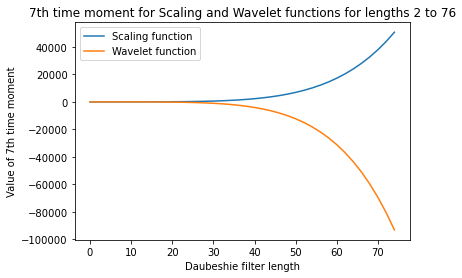 7th time moment for Scaling and Wavelet functions for lengths 2 to 76
Scaling function
Wavelet function
40000
20000
0
−20000
−40000
−60000
−80000
−100000
Value of 7th time moment
0 10 20 30 40 50 60 70
Daubeshie filter length